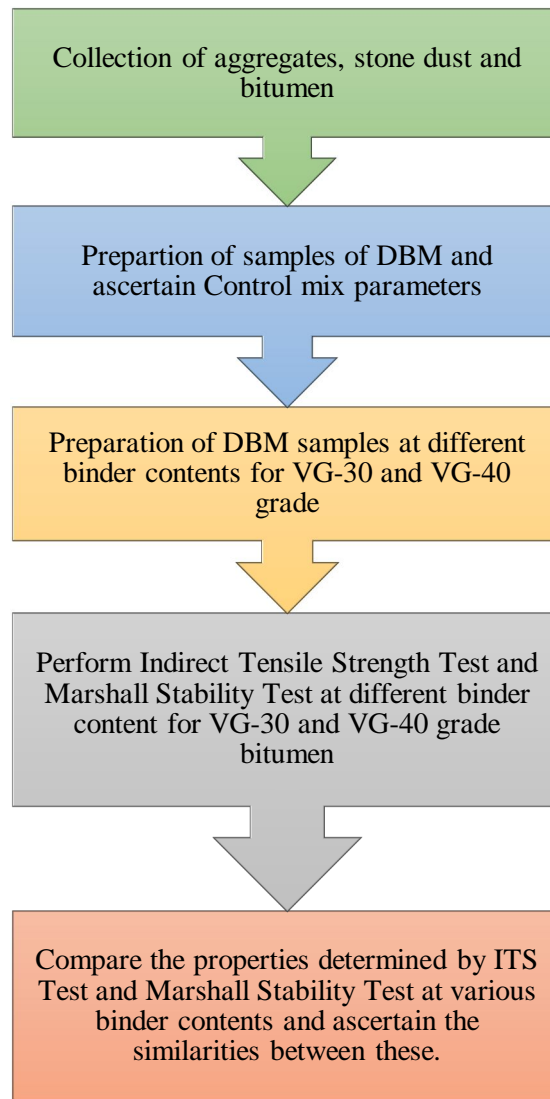 Collection of aggregates, stone dust and
bitumen
Prepartion of samples of DBM and
ascertain Control mix parameters
Preparation of DBM samples at different
binder contents for VG-30 and VG-40
grade
Perform Indirect Tensile Strength Test and
Marshall Stability Test at different binder
content for VG-30 and VG-40 grade
bitumen
Compare the properties determined by ITS
Test and Marshall Stability Test at various
binder contents and ascertain the
similarities between these.